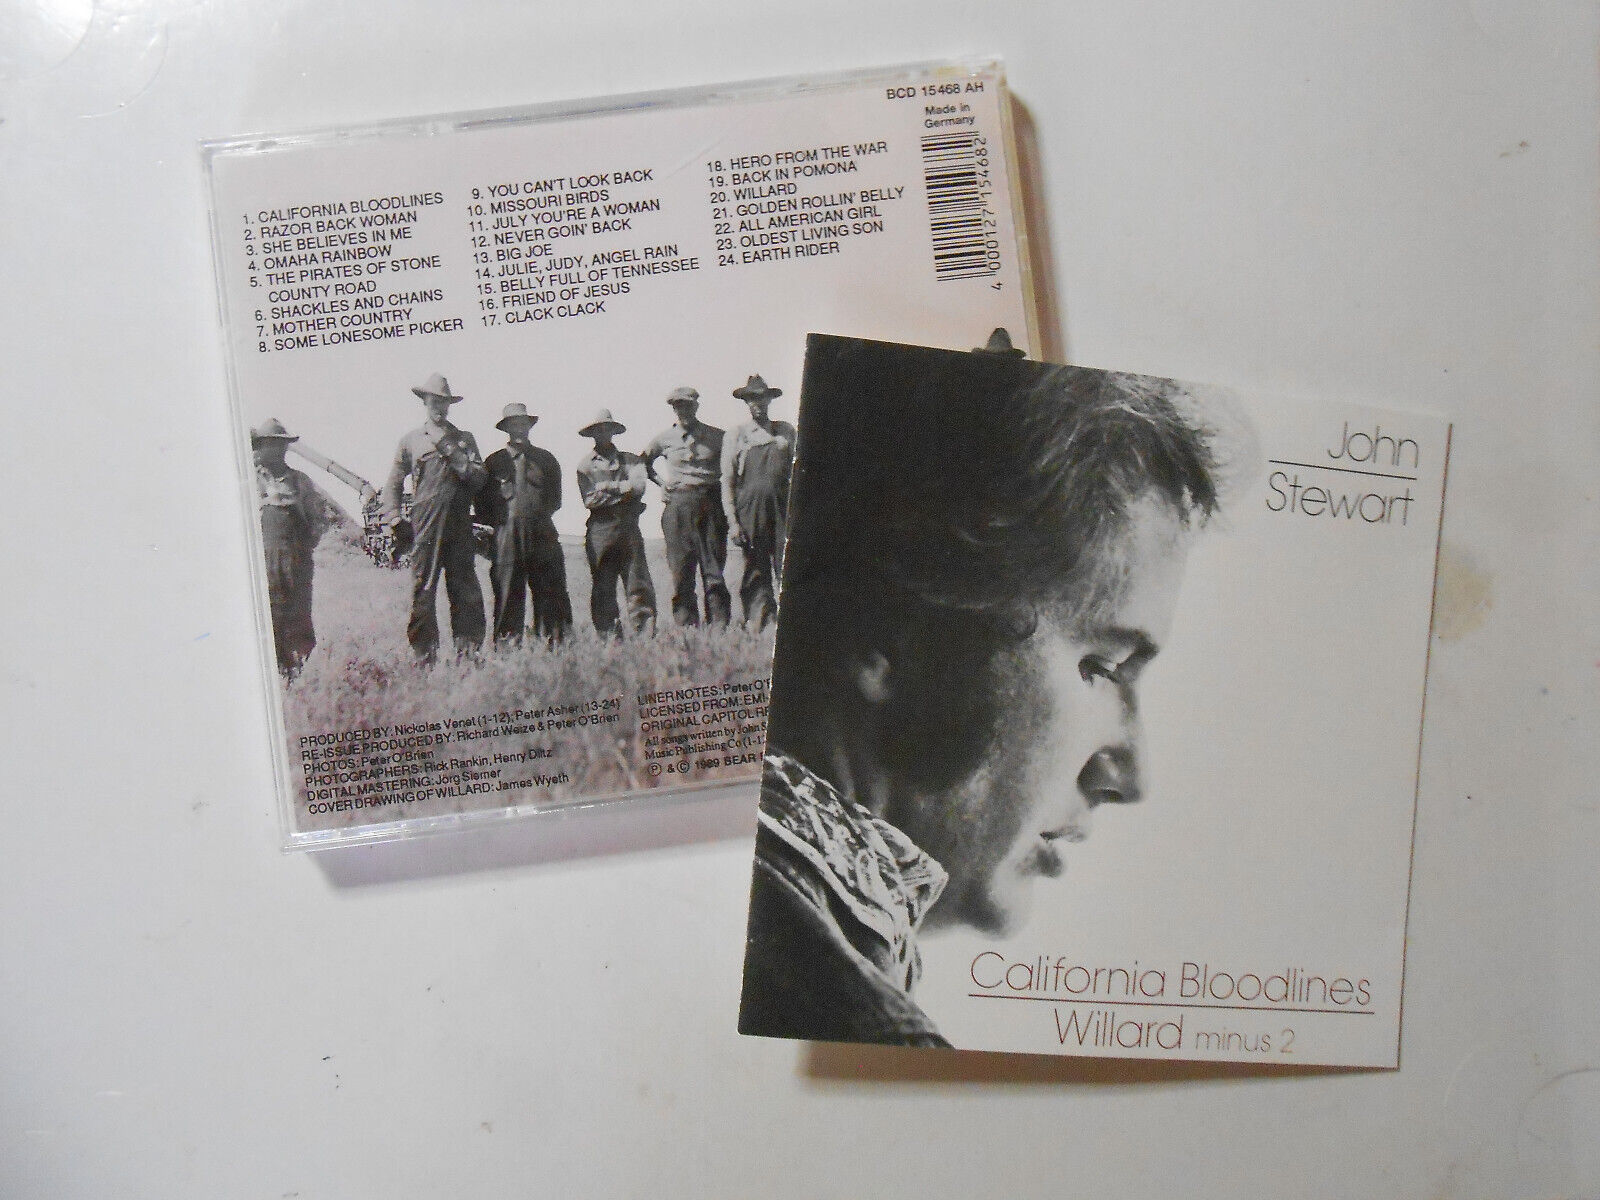 BCD 15468 AH
Made in
Germany
4 000127 154682
1. CALIFORNIA BLOODLINES
2. RAZOR BACK WOMAN
3. SHE BELIEVES IN ME
4. OMAHA RAINBOW
5. THE PIRATES OF STONE
COUNTY ROAD
6. SHACKLES AND CHAINS
7. MOTHER COUNTRY
8. SOME LONESOME PICKER
9. YOU CAN'T LOOK BACK
10. MISSOURI BIRDS
11. JULY YOU'RE A WOMAN
12. NEVER GOIN' BACK
13. BIG JOE
14. JULIE, JUDY, ANGEL RAIN
15. BELLY FULL OF TENNESSEE
16. FRIEND OF JESUS
17. CLACK CLACK
18. HERO FROM THE WAR
19. BACK IN POMONA
20. WILLARD
21. GOLDEN ROLLIN' BELLY
22. ALL AMERICAN GIRL
23. OLDEST LIVING SON
24. EARTH RIDER
PRODUCED BY: Nickolas Venet (1-12); Peter Asher (13-24)
RE-ISSUE PRODUCED BY: Richard Weize & Peter O'Brien
PHOTOS: Peter O'Brien
PHOTOGRAPHERS: Rick Rankin, Henry Diltz
DIGITAL MASTERING: Jörg Siemer
COVER DRAWING OF WILLARD: James Wyeth
LINER NOTES: Peter
LICENSED FROM: EMI
ORIGINAL CAPITOL
All songs written by John
Music Publishing Co
Ⓟ & © 1989 BEAR
John
Stewart
California Bloodlines
Willard minus 2